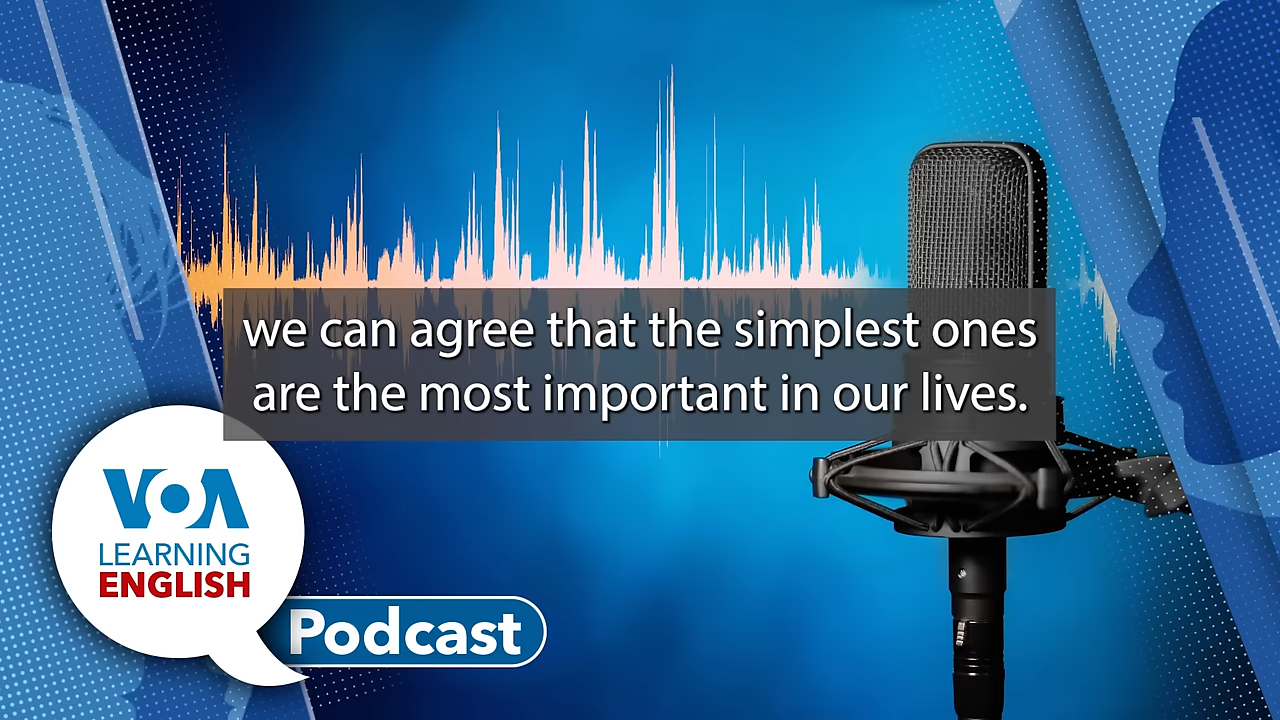 we can agree that the simplest ones
are the most important in our lives.
VOA
LEARNING
ENGLISH
Podcast